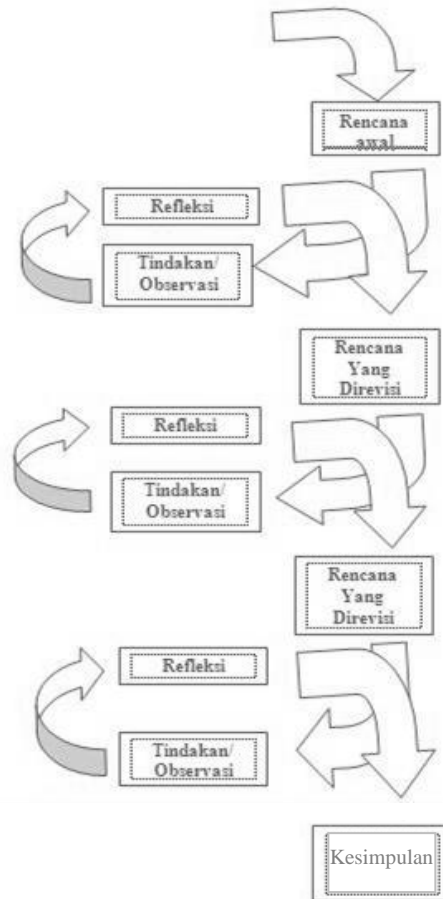 Rencana
awal
Refleksi
Tindakan/
Observasi
Rencana
Yang
Direvisi
Refleksi
Tindakan/
Observasi
Rencana
Yang
Direvisi
Refleksi
Tindakan/
Observasi
Kesimpulan